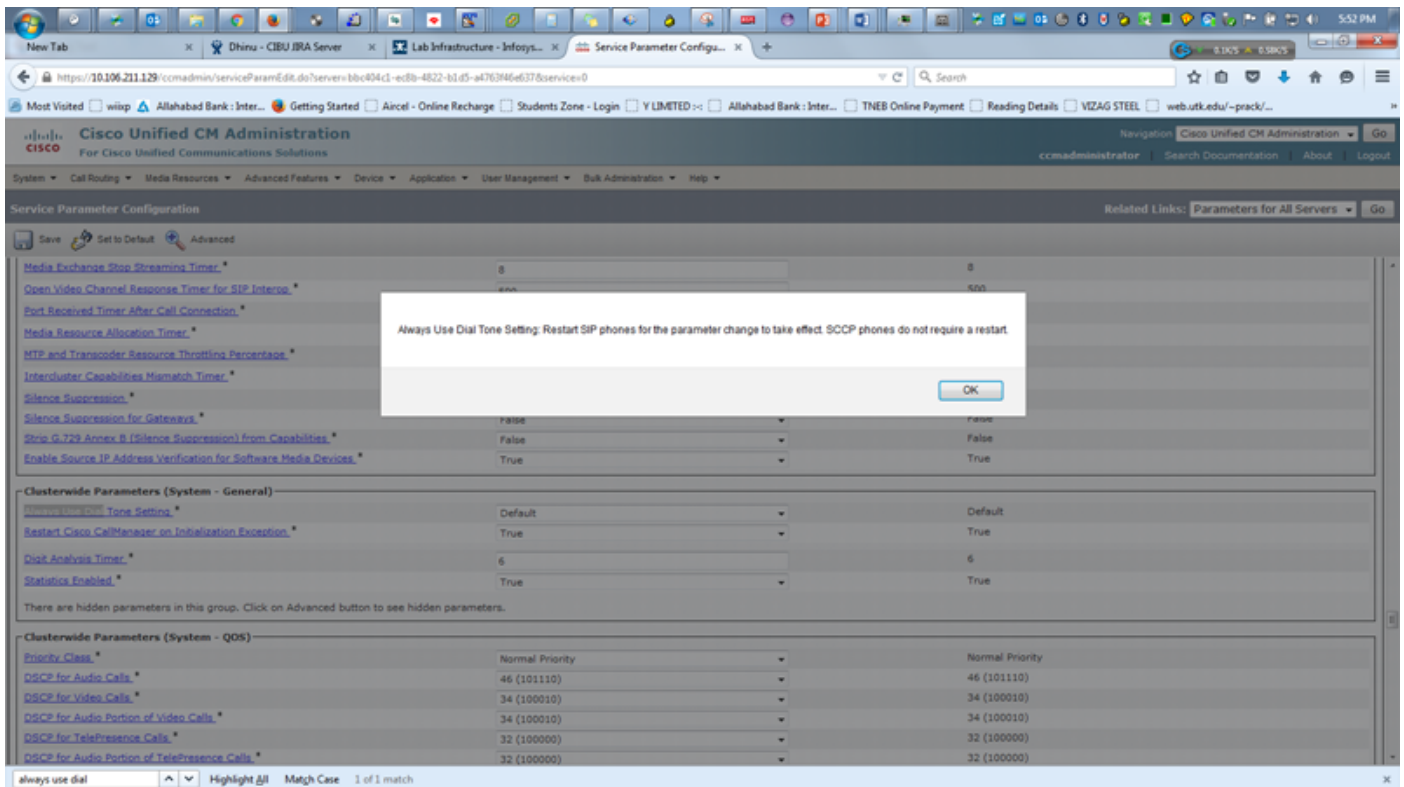 5:52 PM
New Tab
Dhinu - CIBU JIRA Server
Lab Infrastructure - Infosys...
Service Parameter Configu...
https://10.106.211.129/ccmadmin/serviceParamEdit.do?server=bbc404c1-ec8b-4822-b1d5-a4763f46e637&service=0
Search
Most Visited wiixp Allahabad Bank : Inter... Getting Started Aircel - Online Recharge Students Zone - Login Y LIMITED :-: Allahabad Bank : Inter... TNEB Online Payment Reading Details VIZAG STEEL web.utk.edu/~prack/...
Cisco Unified CM Administration
CISCO For Cisco Unified Communications Solutions
Navigation Cisco Unified CM Administration Go
ccmadministrator Search Documentation About Logout
System Call Routing Media Resources Advanced Features Device Application User Management Bulk Administration Help
Service Parameter Configuration
Related Links: Parameters for All Servers Go
Save Set to Default Advanced
Media Exchange Stop Streaming Timer * 8 8
Open Video Channel Response Timer for SIP Interop * 500 500
Port Received Timer After Call Connection *
Media Resource Allocation Timer *
MTP and Transcoder Resource Throttling Percentage *
Intercluster Capabilities Mismatch Timer *
Silence Suppression *
Always Use Dial Tone Setting: Restart SIP phones for the parameter change to take effect. SCCP phones do not require a restart.
OK
Silence Suppression for Gateways * False False
Strip G.729 Annex B (Silence Suppression) from Capabilities * False False
Enable Source IP Address Verification for Software Media Devices * True True
Clusterwide Parameters (System - General)
Always Use Dial Tone Setting * Default Default
Restart Cisco CallManager on Initialization Exception * True True
Digit Analysis Timer * 6 6
Statistics Enabled * True True
There are hidden parameters in this group. Click on Advanced button to see hidden parameters.
Clusterwide Parameters (System - QOS)
Priority Class * Normal Priority Normal Priority
DSCP for Audio Calls * 46 (101110) 46 (101110)
DSCP for Video Calls * 34 (100010) 34 (100010)
DSCP for Audio Portion of Video Calls * 34 (100010) 34 (100010)
DSCP for TelePresence Calls * 32 (100000) 32 (100000)
DSCP for Audio Portion of TelePresence Calls * 32 (100000) 32 (100000)
always use dial Highlight All Match Case 1 of 1 match